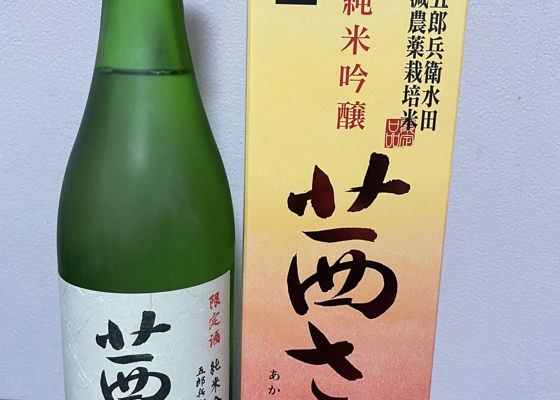 五郎兵衛水田
減農薬栽培米
純米吟醸
茜さ
あか
限定酒
純米
五郎兵
茜